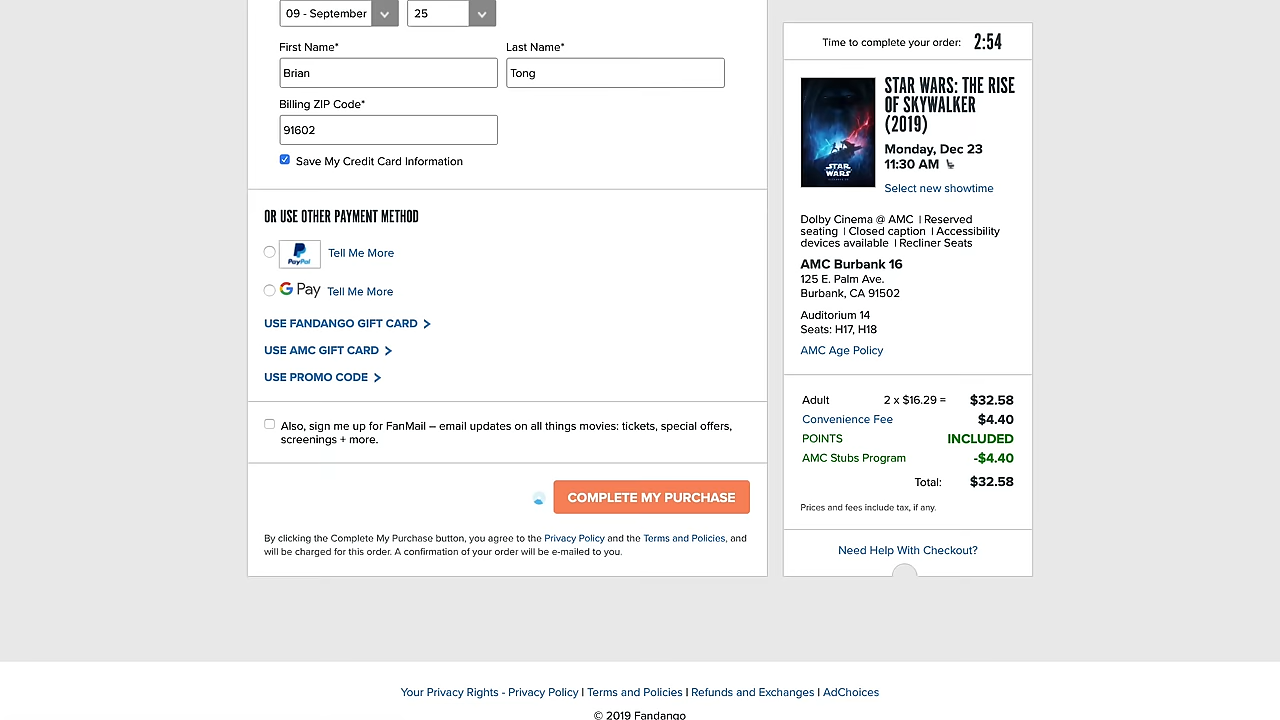 09 - September
25
First Name*
Last Name*
Brian
Tong
Billing ZIP Code*
91602
Save My Credit Card Information
OR USE OTHER PAYMENT METHOD
PayPal
Tell Me More
G Pay
Tell Me More
USE FANDANGO GIFT CARD >
USE AMC GIFT CARD >
USE PROMO CODE >
Also, sign me up for FanMail – email updates on all things movies: tickets, special offers,
screenings + more.
COMPLETE MY PURCHASE
By clicking the Complete My Purchase button, you agree to the Privacy Policy and the Terms and Policies, and
will be charged for this order. A confirmation of your order will be e-mailed to you.
Time to complete your order: 2:54
STAR WARS
STAR WARS: THE RISE
OF SKYWALKER
(2019)
Monday, Dec 23
11:30 AM
Select new showtime
Dolby Cinema @ AMC | Reserved
seating | Closed caption | Accessibility
devices available | Recliner Seats
AMC Burbank 16
125 E. Palm Ave.
Burbank, CA 91502
Auditorium 14
Seats: H17, H18
AMC Age Policy
Adult 2 x $16.29 = $32.58
Convenience Fee $4.40
POINTS INCLUDED
AMC Stubs Program -$4.40
Total: $32.58
Prices and fees include tax, if any.
Need Help With Checkout?
Your Privacy Rights - Privacy Policy | Terms and Policies | Refunds and Exchanges | AdChoices
© 2019 Fandango